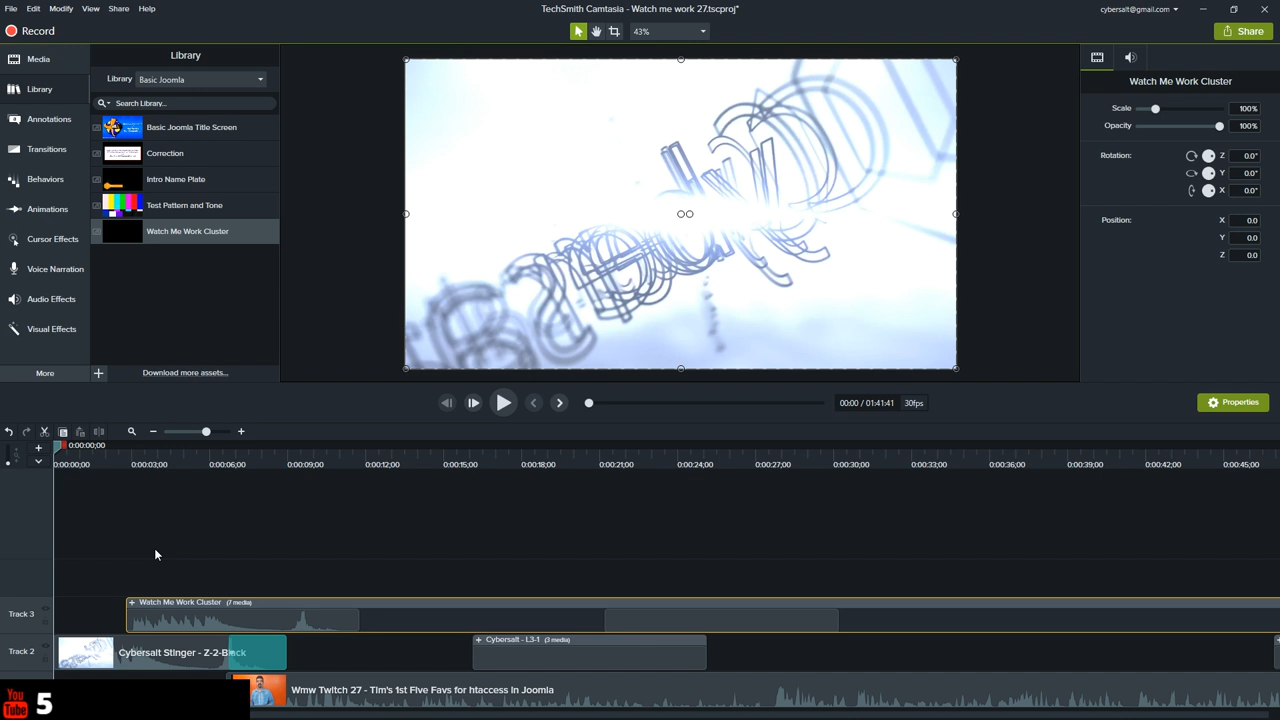 File Edit Modify View Share Help
TechSmith Camtasia - Watch me work 27.tscproj*
cybersalt@gmail.com
Record
43%
Share
Media
Library
Annotations
Transitions
Behaviors
Animations
Cursor Effects
Voice Narration
Audio Effects
Visual Effects
More
Library
Library Basic Joomla
Search Library...
Basic Joomla Title Screen
Correction
Intro Name Plate
Test Pattern and Tone
Watch Me Work Cluster
Download more assets...
Watch Me Work Cluster
Scale 100%
Opacity 100%
Rotation: Z 0.0°
Y 0.0°
X 0.0°
Position: X 0.0
Y 0.0
Z 0.0
00:00 / 01:41:41 30fps
Properties
0:00:00;00
0:00:00;00 0:00:03;00 0:00:06;00 0:00:09;00 0:00:12;00 0:00:15;00 0:00:18;00 0:00:21;00 0:00:24;00 0:00:27;00 0:00:30;00 0:00:33;00 0:00:36;00 0:00:39;00 0:00:42;00 0:00:45;00
Track 3
Watch Me Work Cluster (7 media)
Track 2
Cybersalt Stinger - Z-2-Black
Cybersalt - L3-1 (3 media)
Wmw Twitch 27 - Tim's 1st Five Favs for htaccess in Joomla
You
Tube
5